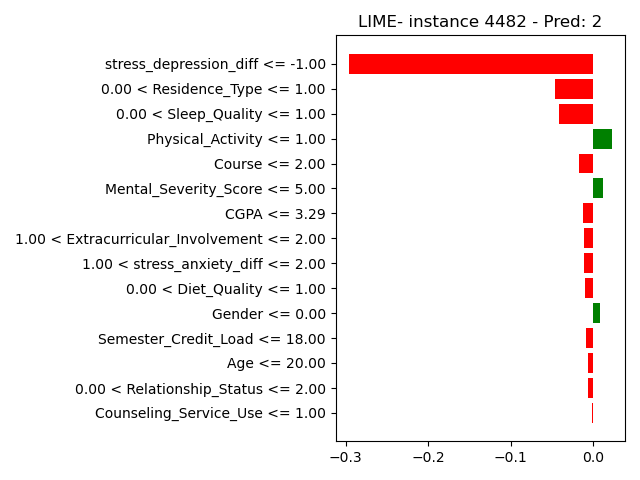 LIME- instance 4482 - Pred: 2
stress_depression_diff <= -1.00
0.00 < Residence_Type <= 1.00
0.00 < Sleep_Quality <= 1.00
Physical_Activity <= 1.00
Course <= 2.00
Mental_Severity_Score <= 5.00
CGPA <= 3.29
1.00 < Extracurricular_Involvement <= 2.00
1.00 < stress_anxiety_diff <= 2.00
0.00 < Diet_Quality <= 1.00
Gender <= 0.00
Semester_Credit_Load <= 18.00
Age <= 20.00
0.00 < Relationship_Status <= 2.00
Counseling_Service_Use <= 1.00
−0.3 −0.2 −0.1 0.0